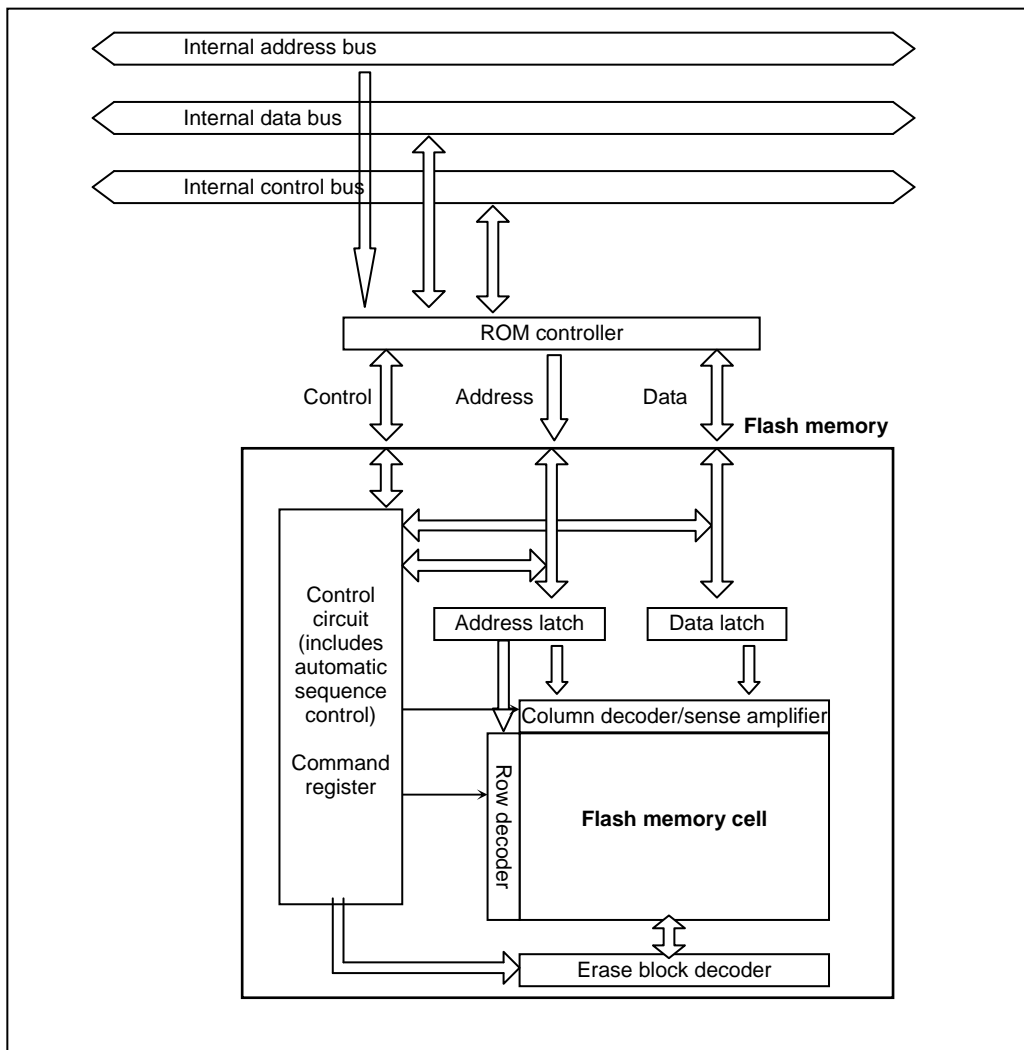 Internal address bus
Internal data bus
Internal control bus
ROM controller
Control
Address
Data
Flash memory
Control
circuit
(includes
automatic
sequence
control)
Command
register
Address latch
Data latch
Column decoder/sense amplifier
Row decoder
Flash memory cell
Erase block decoder